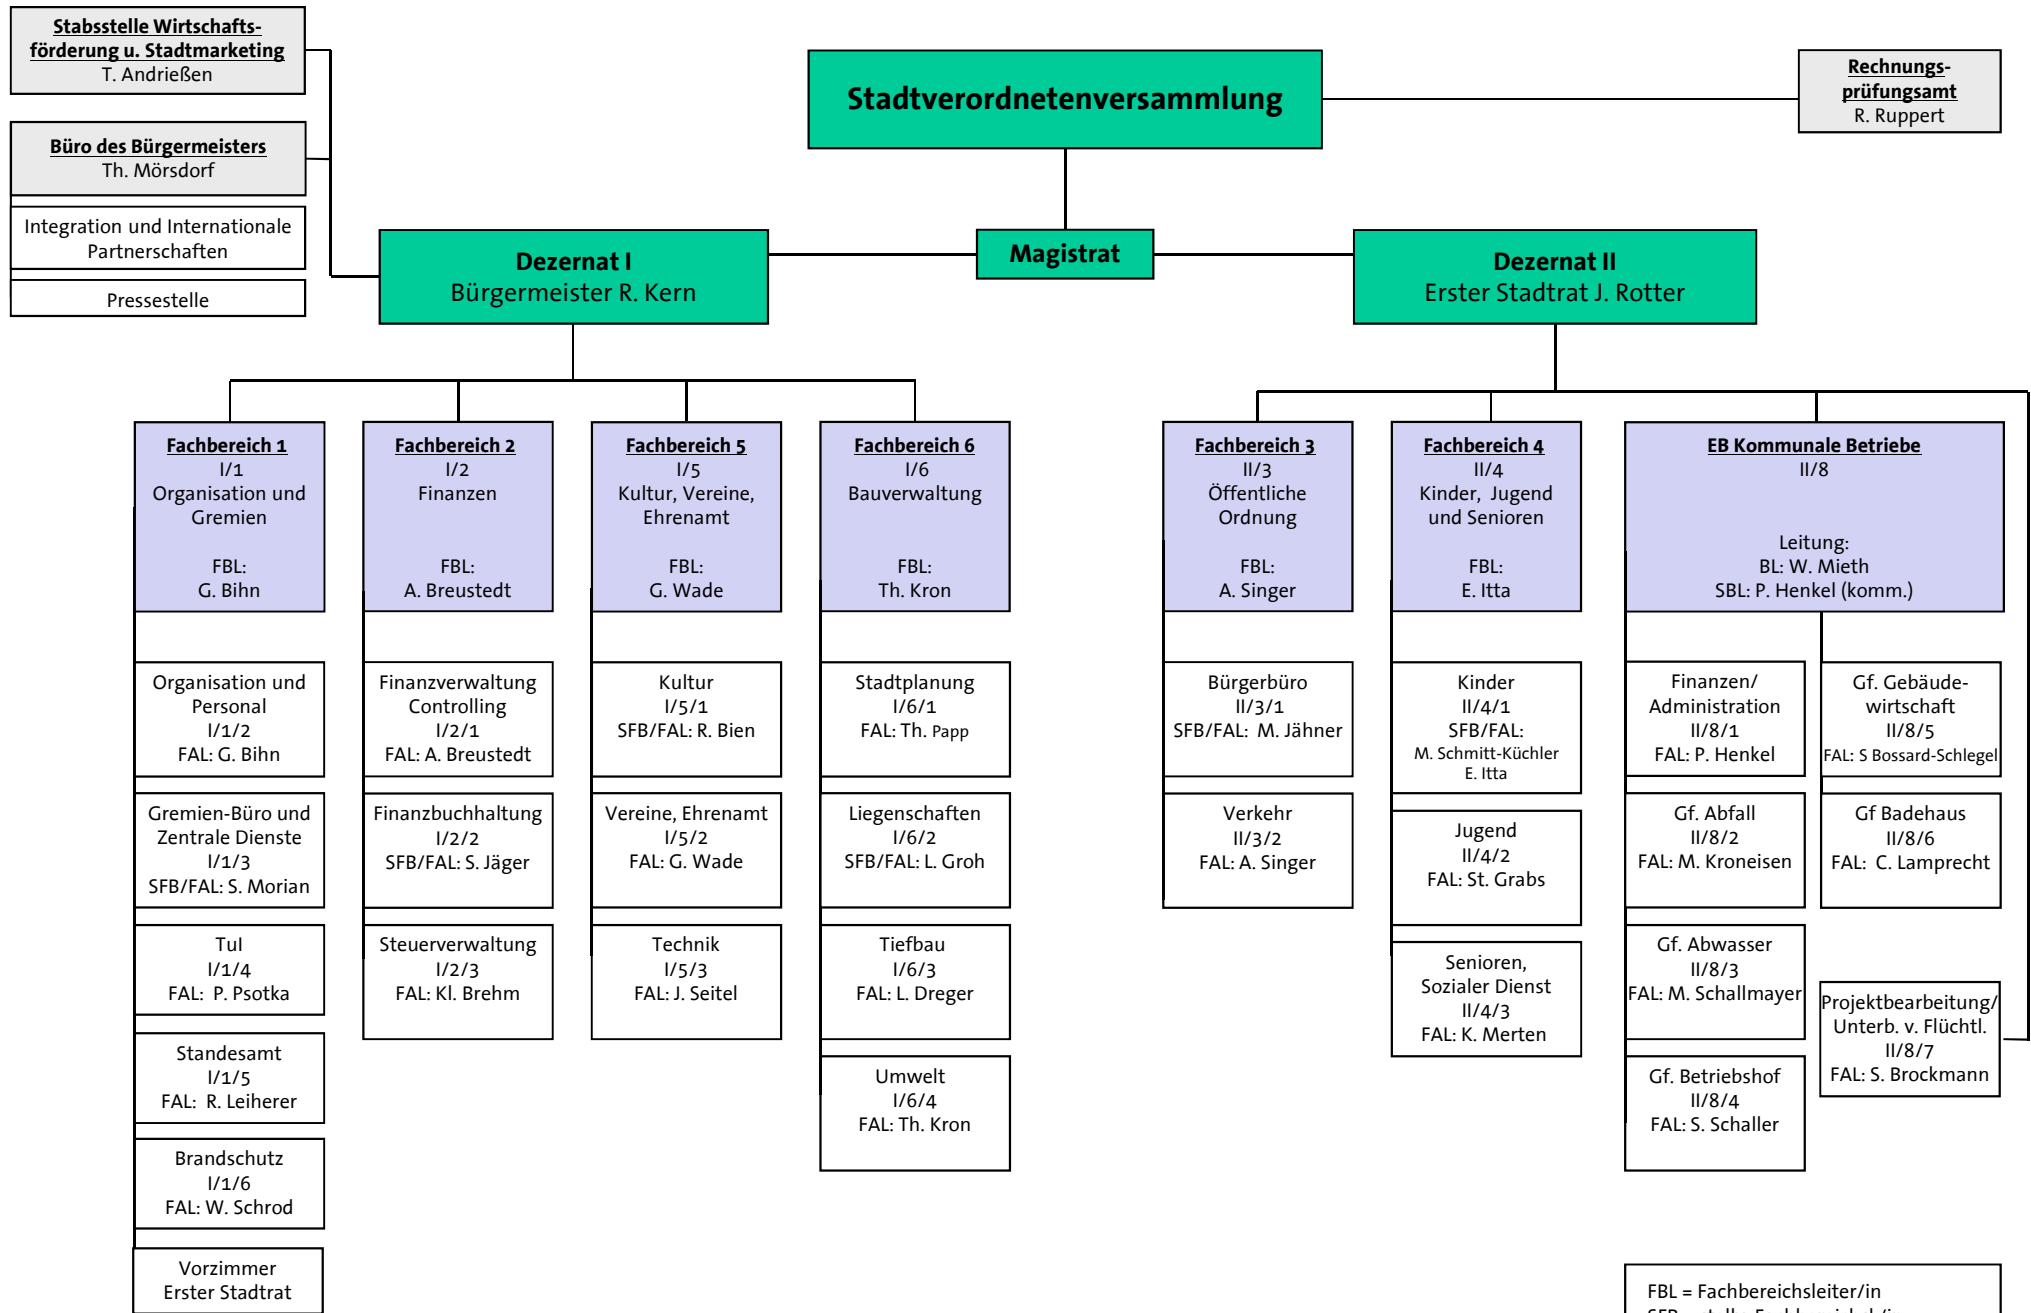 Stabsstelle Wirtschafts-
förderung u. Stadtmarketing
T. Andrießen
Büro des Bürgermeisters
Th. Mörsdorf
Integration und Internationale
Partnerschaften
Pressestelle
Stadtverordnetenversammlung
Rechnungs-
prüfungsamt
R. Ruppert
Magistrat
Dezernat I
Bürgermeister R. Kern
Dezernat II
Erster Stadtrat J. Rotter
Fachbereich 1
I/1
Organisation und
Gremien
FBL:
G. Bihn
Organisation und
Personal
I/1/2
FAL: G. Bihn
Gremien-Büro und
Zentrale Dienste
I/1/3
SFB/FAL: S. Morian
TuI
I/1/4
FAL: P. Psotka
Standesamt
I/1/5
FAL: R. Leiherer
Brandschutz
I/1/6
FAL: W. Schrod
Vorzimmer
Erster Stadtrat
Fachbereich 2
I/2
Finanzen
FBL:
A. Breustedt
Finanzverwaltung
Controlling
I/2/1
FAL: A. Breustedt
Finanzbuchhaltung
I/2/2
SFB/FAL: S. Jäger
Steuerverwaltung
I/2/3
FAL: Kl. Brehm
Fachbereich 5
I/5
Kultur, Vereine,
Ehrenamt
FBL:
G. Wade
Kultur
I/5/1
SFB/FAL: R. Bien
Vereine, Ehrenamt
I/5/2
FAL: G. Wade
Technik
I/5/3
FAL: J. Seitel
Fachbereich 6
I/6
Bauverwaltung
FBL:
Th. Kron
Stadtplanung
I/6/1
FAL: Th. Papp
Liegenschaften
I/6/2
SFB/FAL: L. Groh
Tiefbau
I/6/3
FAL: L. Dreger
Umwelt
I/6/4
FAL: Th. Kron
Fachbereich 3
II/3
Öffentliche
Ordnung
FBL:
A. Singer
Bürgerbüro
II/3/1
SFB/FAL: M. Jähner
Verkehr
II/3/2
FAL: A. Singer
Fachbereich 4
II/4
Kinder, Jugend
und Senioren
FBL:
E. Itta
Kinder
II/4/1
SFB/FAL:
M. Schmitt-Küchler
E. Itta
Jugend
II/4/2
FAL: St. Grabs
Senioren,
Sozialer Dienst
II/4/3
FAL: K. Merten
EB Kommunale Betriebe
II/8
Leitung:
BL: W. Mieth
SBL: P. Henkel (komm.)
Finanzen/
Administration
II/8/1
FAL: P. Henkel
Gf. Abfall
II/8/2
FAL: M. Kroneisen
Gf. Abwasser
II/8/3
FAL: M. Schallmayer
Gf. Betriebshof
II/8/4
FAL: S. Schaller
Gf. Gebäude-
wirtschaft
II/8/5
FAL: S Bossard-Schlegel
Gf Badehaus
II/8/6
FAL: C. Lamprecht
Projektbearbeitung/
Unterb. v. Flüchtl.
II/8/7
FAL: S. Brockmann
FBL = Fachbereichsleiter/in